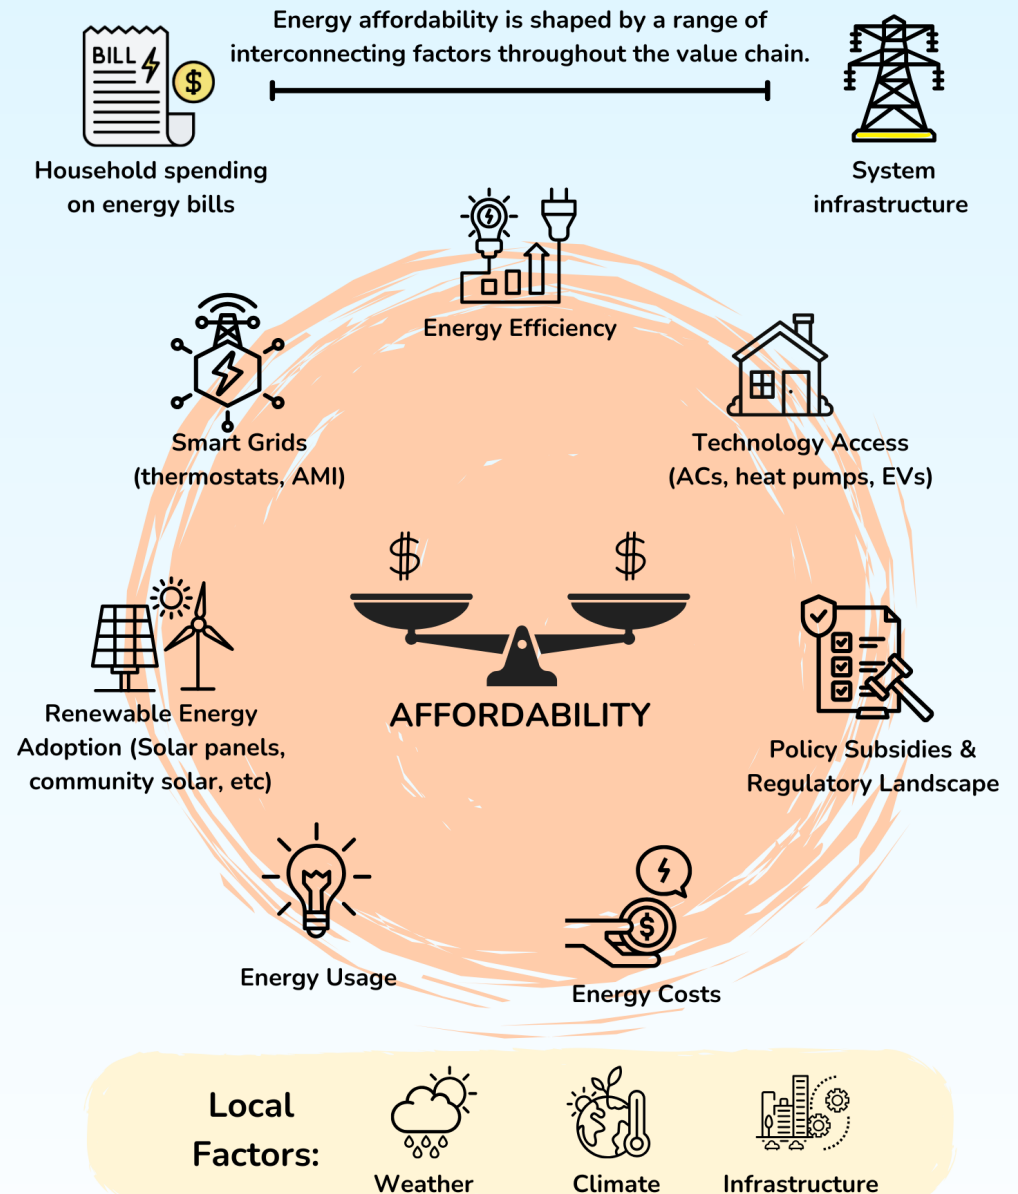 Energy affordability is shaped by a range of
interconnecting factors throughout the value chain.
BILL
$
Household spending
on energy bills
System
infrastructure
Energy Efficiency
Smart Grids
(thermostats, AMI)
Technology Access
(ACs, heat pumps, EVs)
$
$
AFFORDABILITY
Renewable Energy
Adoption (Solar panels,
community solar, etc)
Policy Subsidies &
Regulatory Landscape
$
Energy Usage
Energy Costs
Local
Factors:
Weather
Climate
Infrastructure